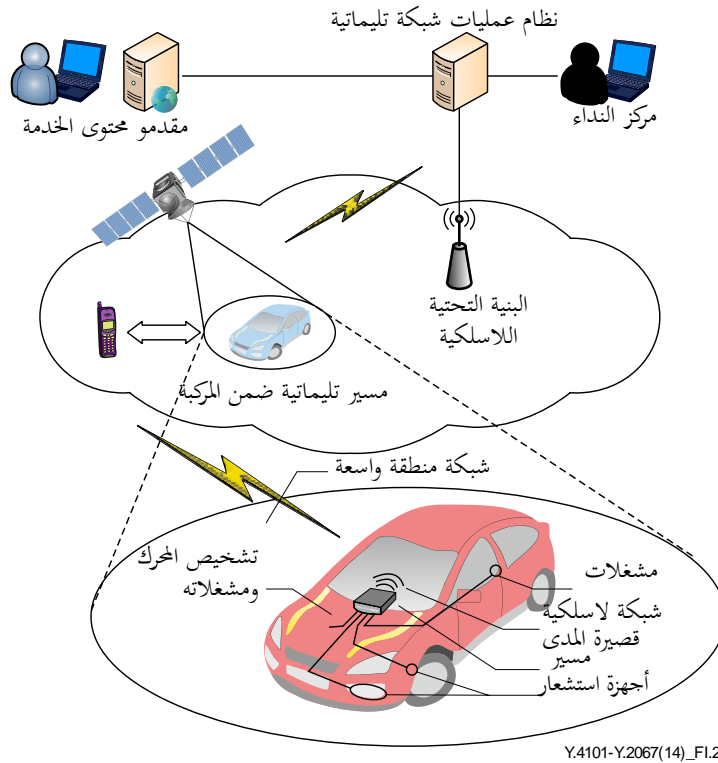 نظام عمليات شبكة تليماتية
مقدمو محتوى الخدمة
مركز النداء
البنية التحتية
اللاسلكية
مسير تليماتية ضمن المركبة
شبكة منطقة واسعة
تشخيص المحرك
ومشغلاته
مشغلات
شبكة لاسلكية
قصيرة المدى
مسير
أجهزة استشعار
Y.4101-Y.2067(14)_FI.2